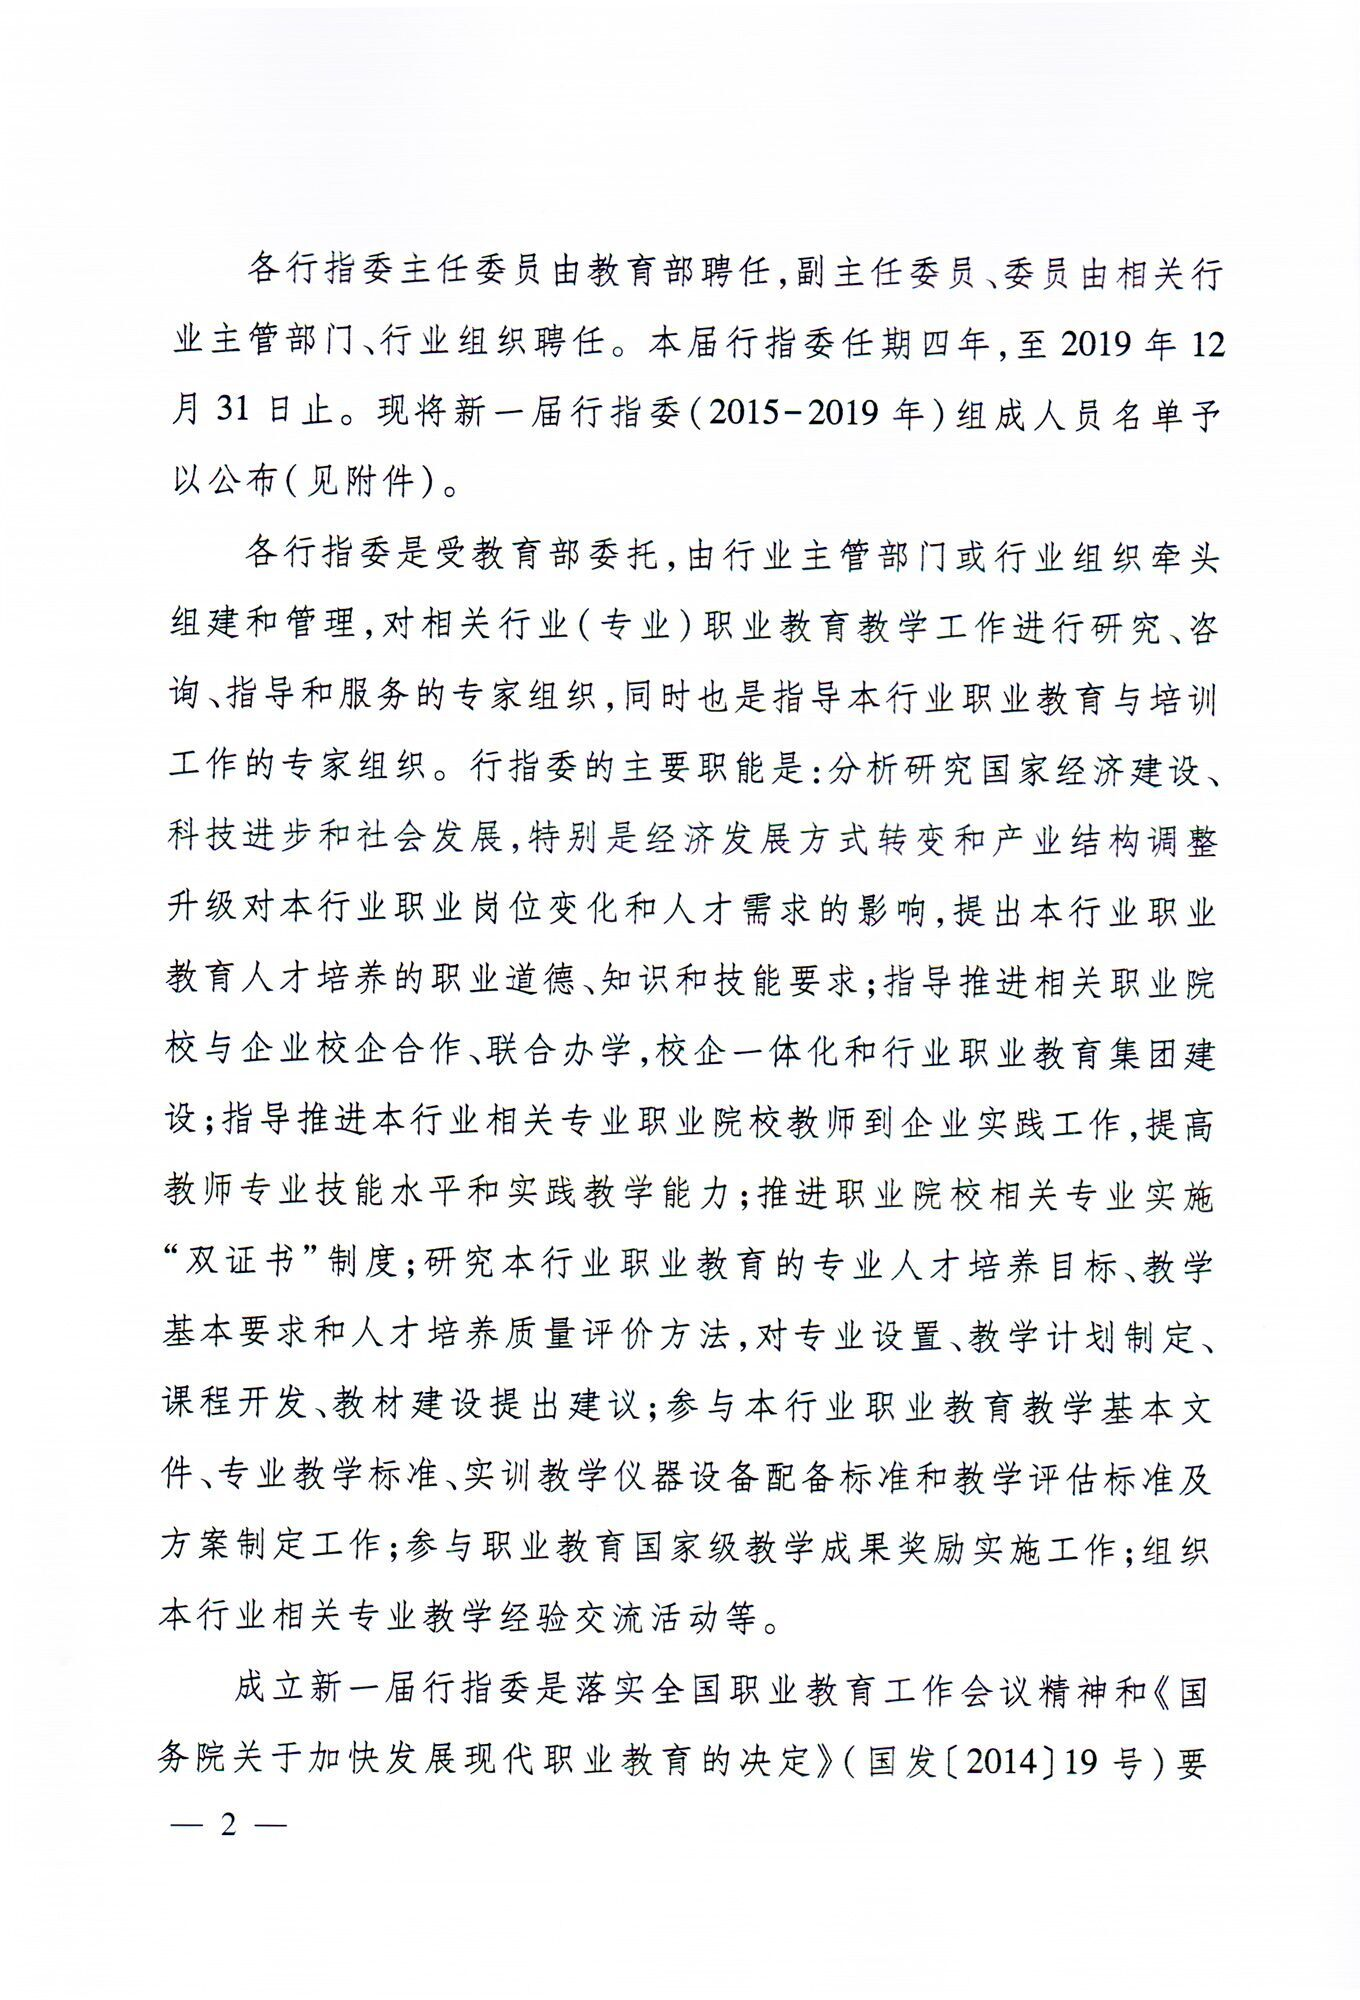 各行指委主任委员由教育部聘任,副主任委员、委员由相关行
业主管部门、行业组织聘任。本届行指委任期四年,至 2019 年 12
月 31 日止。现将新一届行指委(2015-2019 年)组成人员名单予
以公布(见附件)。
各行指委是受教育部委托,由行业主管部门或行业组织牵头
组建和管理,对相关行业(专业)职业教育教学工作进行研究、咨
询、指导和服务的专家组织,同时也是指导本行业职业教育与培训
工作的专家组织。行指委的主要职能是:分析研究国家经济建设、
科技进步和社会发展,特别是经济发展方式转变和产业结构调整
升级对本行业职业岗位变化和人才需求的影响,提出本行业职业
教育人才培养的职业道德、知识和技能要求;指导推进相关职业院
校与企业校企合作、联合办学,校企一体化和行业职业教育集团建
设;指导推进本行业相关专业职业院校教师到企业实践工作,提高
教师专业技能水平和实践教学能力;推进职业院校相关专业实施
“双证书”制度;研究本行业职业教育的专业人才培养目标、教学
基本要求和人才培养质量评价方法,对专业设置、教学计划制定、
课程开发、教材建设提出建议;参与本行业职业教育教学基本文
件、专业教学标准、实训教学仪器设备配备标准和教学评估标准及
方案制定工作;参与职业教育国家级教学成果奖励实施工作;组织
本行业相关专业教学经验交流活动等。
成立新一届行指委是落实全国职业教育工作会议精神和《国
务院关于加快发展现代职业教育的决定》(国发〔2014〕19 号)要
— 2 —